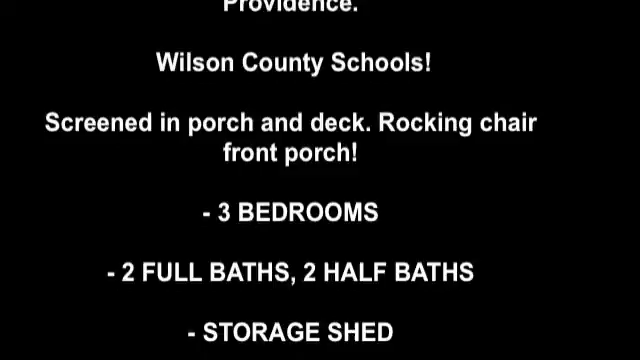 Providence.
Wilson County Schools!
Screened in porch and deck. Rocking chair
front porch!
- 3 BEDROOMS
- 2 FULL BATHS, 2 HALF BATHS
- STORAGE SHED